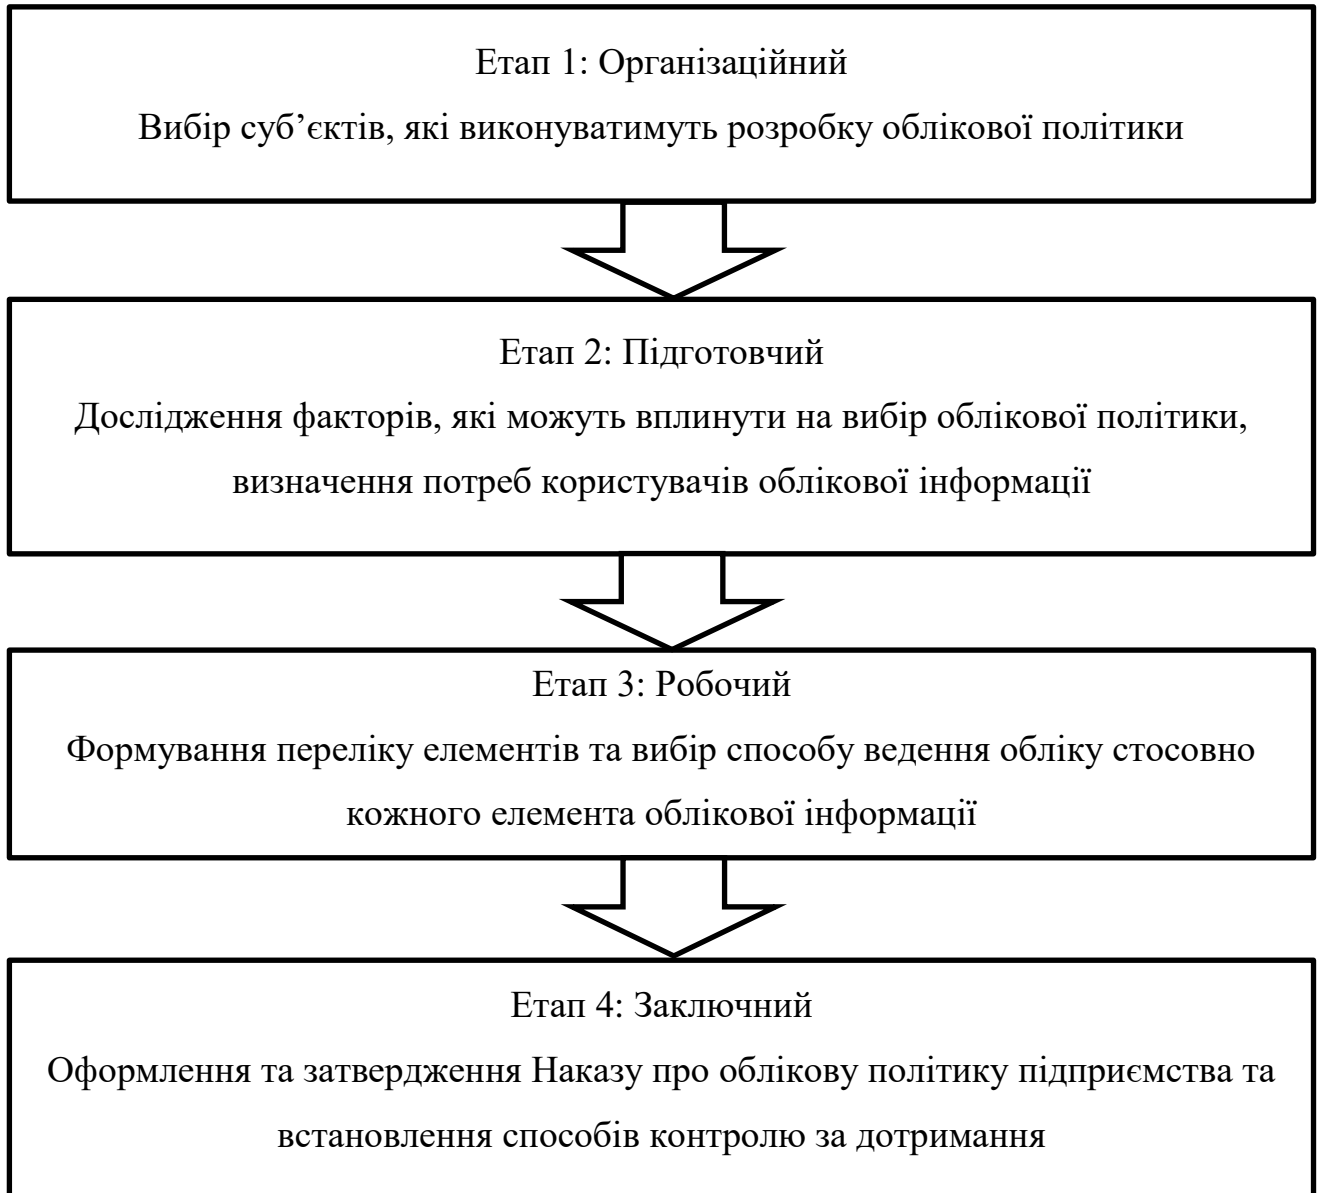 Етап 1: Організаційний
Вибір суб’єктів, які виконуватимуть розробку облікової політики
Етап 2: Підготовчий
Дослідження факторів, які можуть вплинути на вибір облікової політики,
визначення потреб користувачів облікової інформації
Етап 3: Робочий
Формування переліку елементів та вибір способу ведення обліку стосовно
кожного елемента облікової інформації
Етап 4: Заключний
Оформлення та затвердження Наказу про облікову політику підприємства та
встановлення способів контролю за дотримання